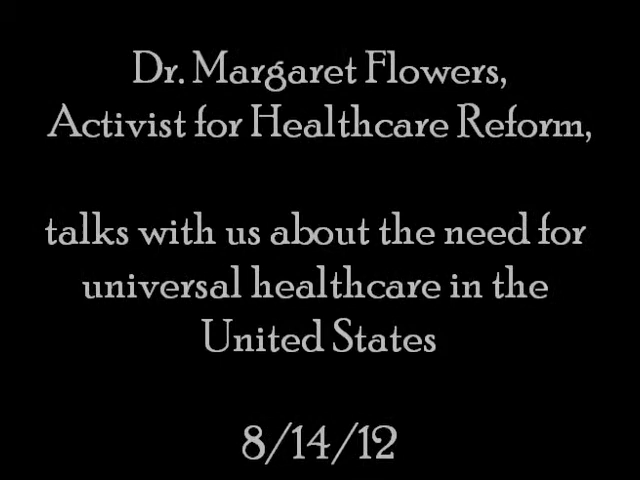 Dr. Margaret Flowers,
Activist for Healthcare Reform,
talks with us about the need for
universal healthcare in the
United States
8/14/12